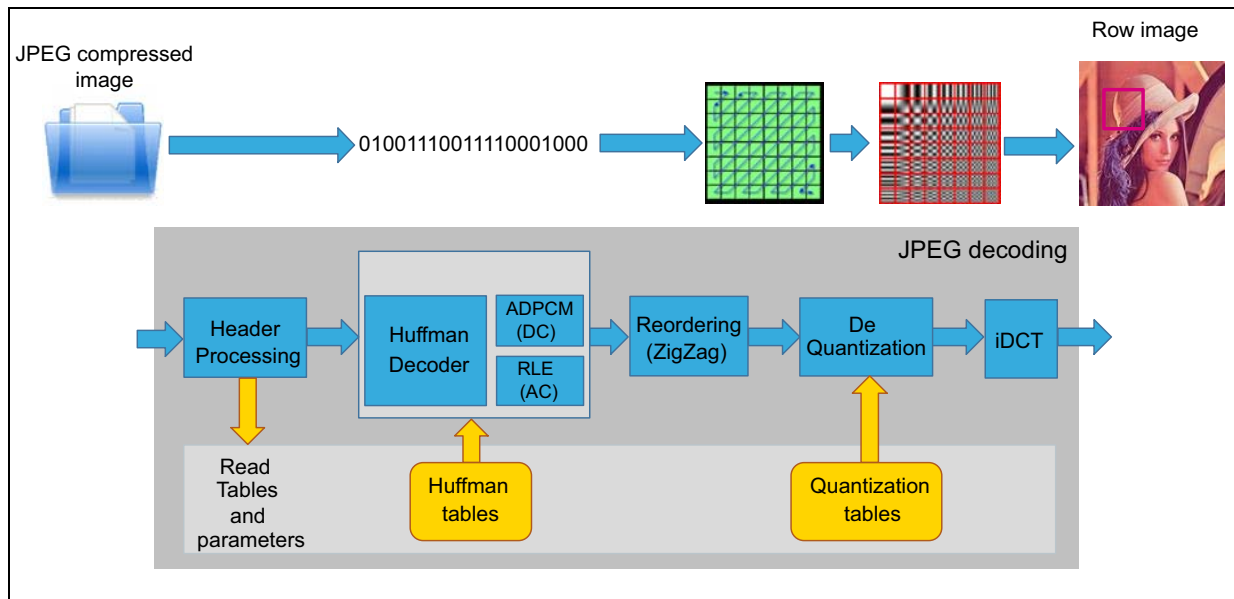 Row image
JPEG compressed
image
01001110011110001000
JPEG decoding
Header
Processing
Huffman
Decoder
ADPCM
(DC)
RLE
(AC)
Reordering
(ZigZag)
De
Quantization
iDCT
Read
Tables
and
parameters
Huffman
tables
Quantization
tables